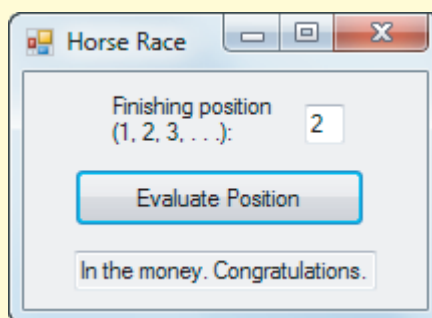 Horse Race
Finishing position
(1, 2, 3, . . .):
2
Evaluate Position
In the money. Congratulations.